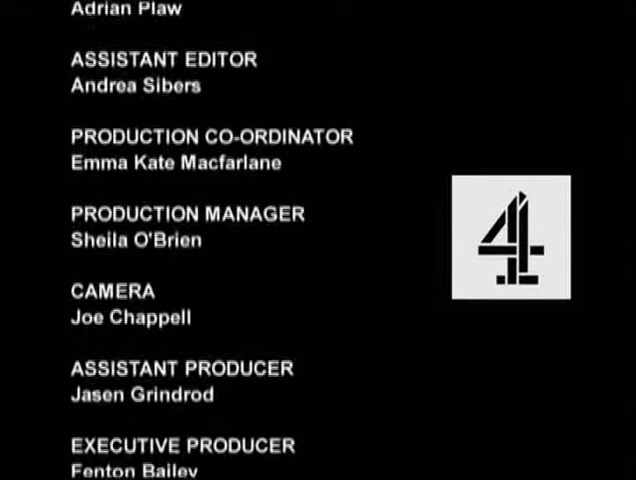 Adrian Plaw
ASSISTANT EDITOR
Andrea Sibers
PRODUCTION CO-ORDINATOR
Emma Kate Macfarlane
PRODUCTION MANAGER
Sheila O'Brien
4
CAMERA
Joe Chappell
ASSISTANT PRODUCER
Jasen Grindrod
EXECUTIVE PRODUCER
Fenton Bailey